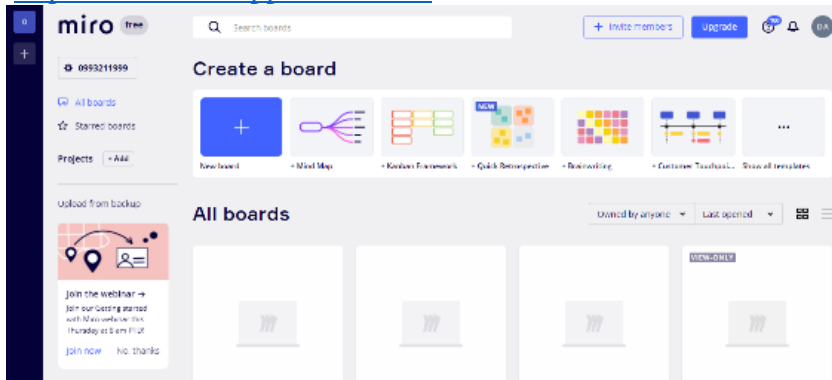 miro free
Search boards
+ Invite members
Upgrade
DA
0993211999
Create a board
All boards
Starred boards
Projects + Add
NEW
New board
+ Mind Map
+ Kanban Framework
+ Quick Retrospective
+ Brainwriting
+ Customer Touchpoi...
Show all templates
Upload from backup
All boards
Owned by anyone
Last opened
VIEW-ONLY
Join the webinar →
Join our Getting started
with Miro webinar this
Thursday at 8 am PTD!
Join now No, thanks